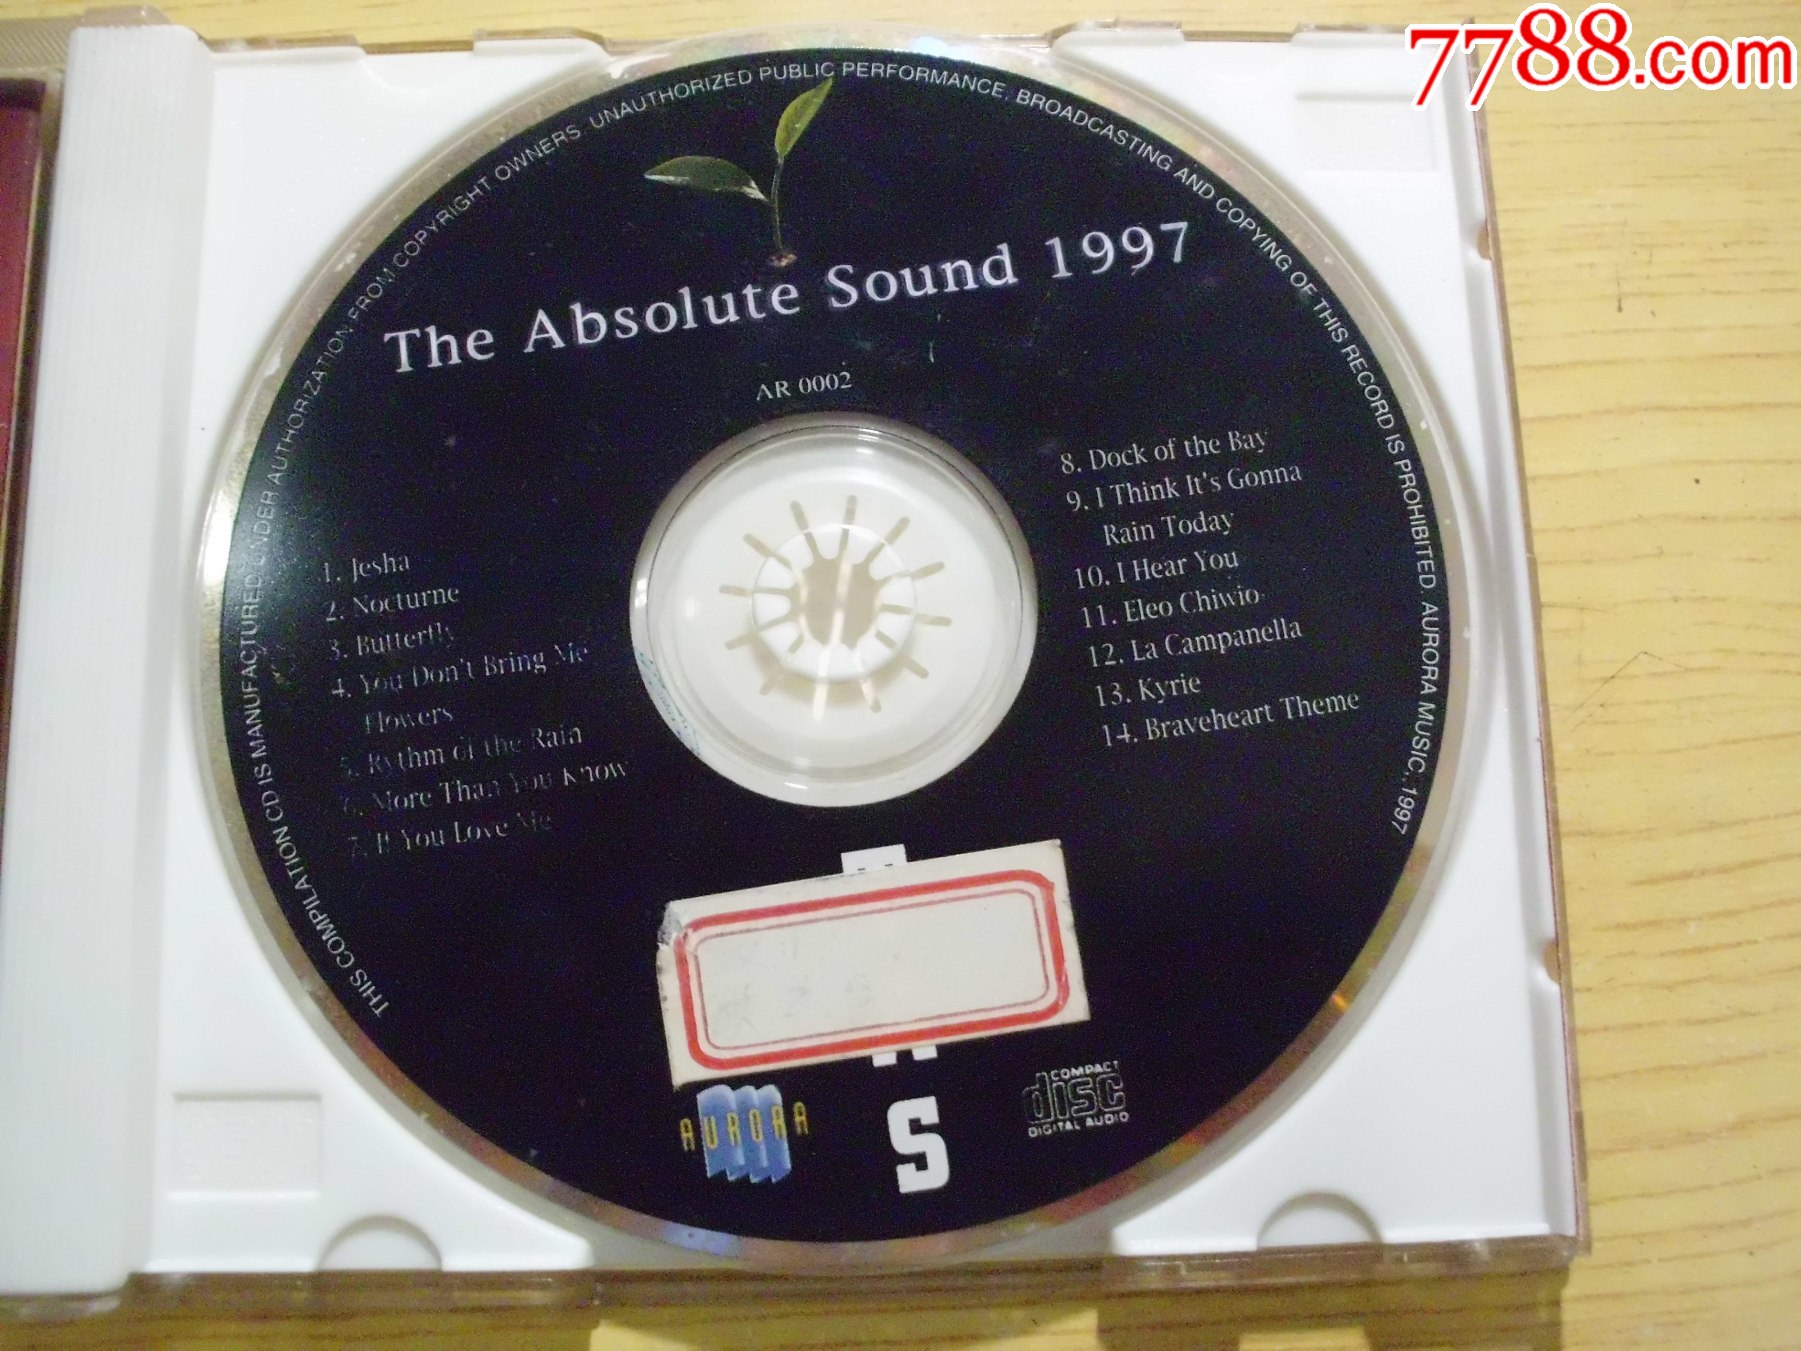 7788.com
THIS COMPILATION CD IS MANUFACTURED UNDER AUTHORIZATION FROM COPYRIGHT OWNERS. UNAUTHORIZED PUBLIC PERFORMANCE, BROADCASTING AND COPYING OF THIS RECORD IS PROHIBITED. AURORA MUSIC..1997
The Absolute Sound 1997
AR 0002
1. Jesha
2. Nocturne
3. Butterfly
4. You Don't Bring Me
Flowers
5. Rythm of the Rain
6. More Than You Know
7. If You Love Me
8. Dock of the Bay
9. I Think It's Gonna
Rain Today
10. I Hear You
11. Eleo Chiwio
12. La Campanella
13. Kyrie
14. Braveheart Theme
AURORA
S
COMPACT
disc
DIGITAL AUDIO